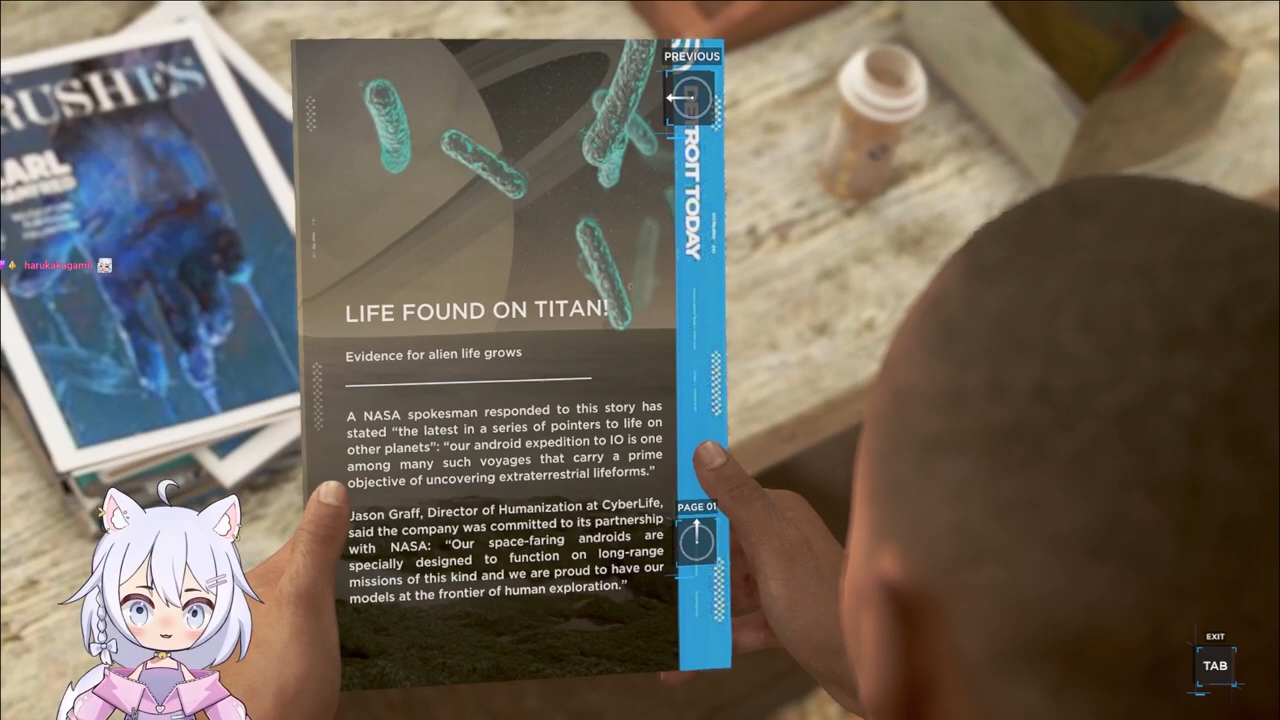 RUSHES
PREVIOUS
DETROIT TODAY
harukakagamii
LIFE FOUND ON TITAN!
Evidence for alien life grows
A NASA spokesman responded to this story has
stated “the latest in a series of pointers to life on
other planets”: “our android expedition to IO is one
among many such voyages that carry a prime
objective of uncovering extraterrestrial lifeforms.”
Jason Graff, Director of Humanization at CyberLife,
said the company was committed to its partnership
with NASA: “Our space-faring androids are
specially designed to function on long-range
missions of this kind and we are proud to have our
models at the frontier of human exploration.”
PAGE 01
EXIT
TAB